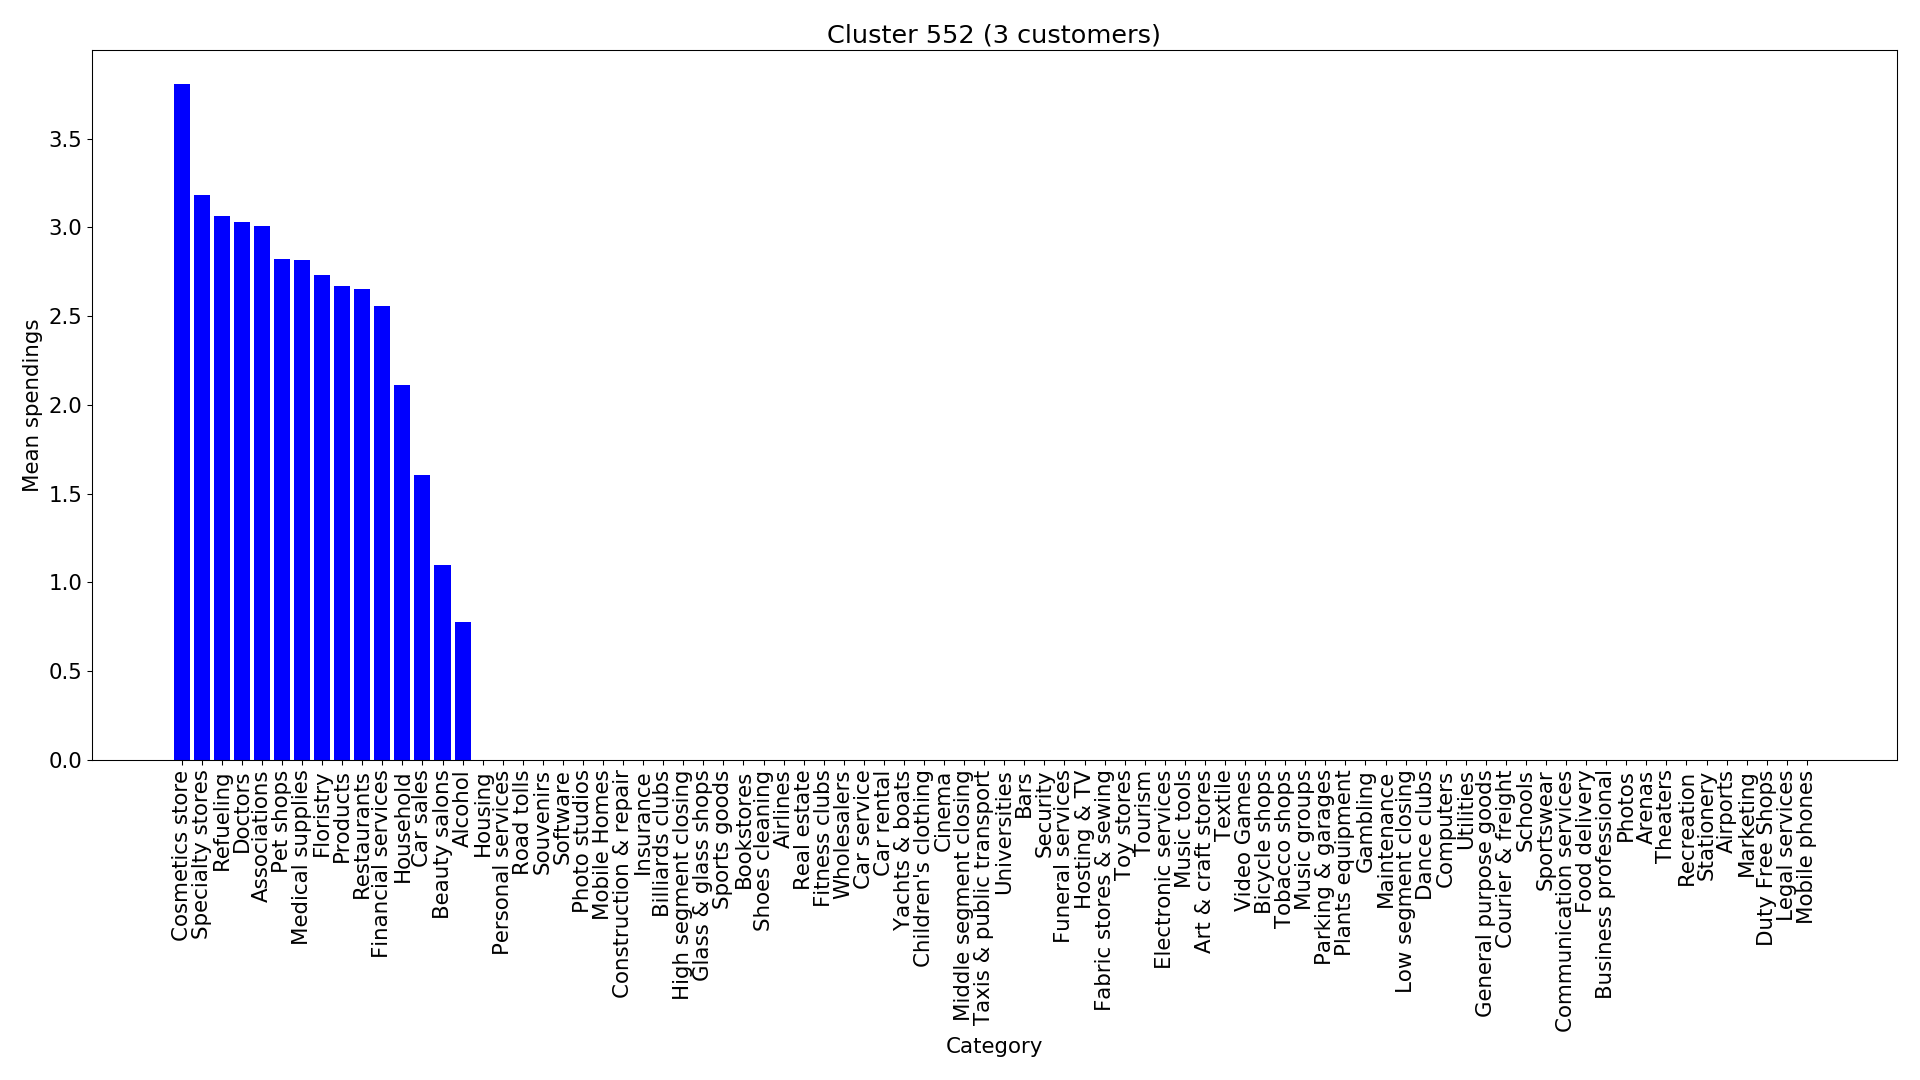 Cluster 552 (3 customers)
Mean spendings
3.5
3.0
2.5
2.0
1.5
1.0
0.5
0.0
Cosmetics store
Specialty stores
Refueling
Doctors
Associations
Pet shops
Medical supplies
Floristry
Products
Restaurants
Financial services
Household
Car sales
Beauty salons
Alcohol
Housing
Personal services
Road tolls
Souvenirs
Software
Photo studios
Mobile Homes
Construction & repair
Insurance
Billiards clubs
High segment closing
Glass & glass shops
Sports goods
Bookstores
Shoes cleaning
Airlines
Real estate
Fitness clubs
Wholesalers
Car service
Car rental
Yachts & boats
Children's clothing
Cinema
Middle segment closing
Taxis & public transport
Universities
Bars
Security
Funeral services
Hosting & TV
Fabric stores & sewing
Toy stores
Tourism
Electronic services
Music tools
Art & craft stores
Textile
Video Games
Bicycle shops
Tobacco shops
Music groups
Parking & garages
Plants equipment
Gambling
Maintenance
Low segment closing
Dance clubs
Computers
Utilities
General purpose goods
Courier & freight
Schools
Sportswear
Communication services
Food delivery
Business professional
Photos
Arenas
Theaters
Recreation
Stationery
Airports
Marketing
Duty Free Shops
Legal services
Mobile phones
Category